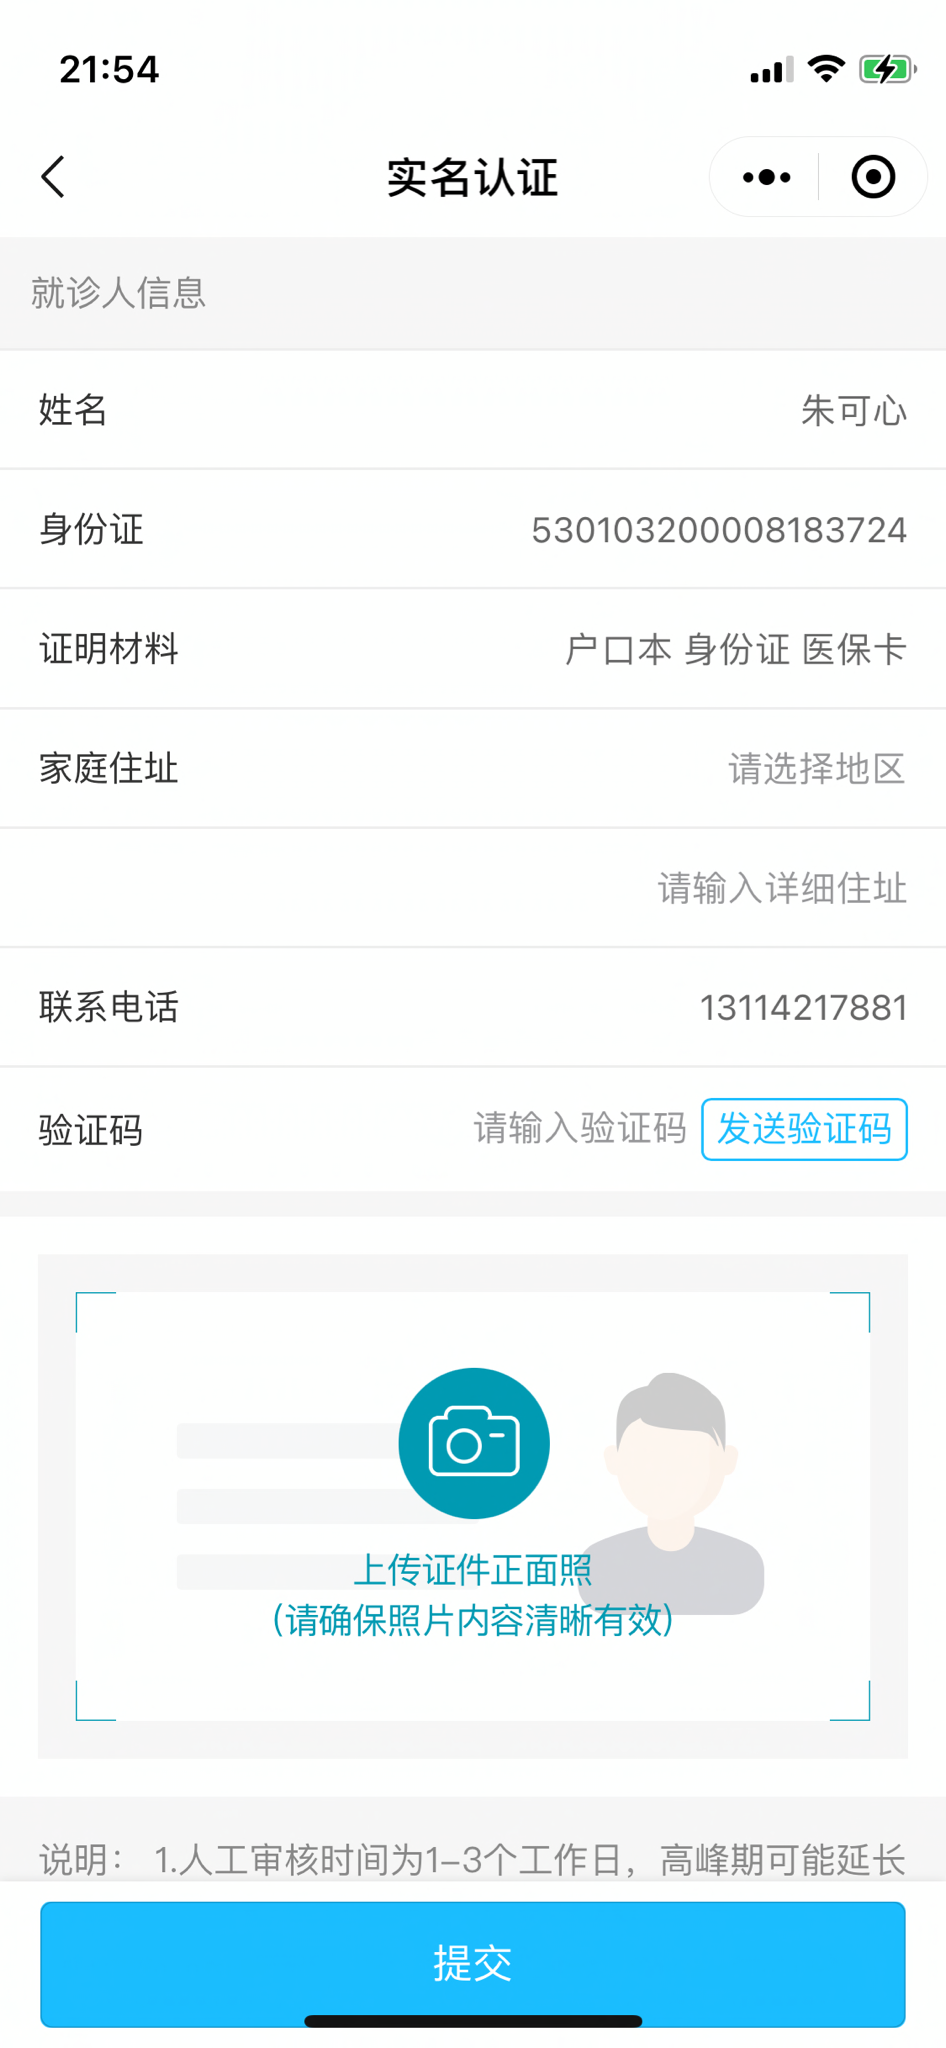 21:54
实名认证
就诊人信息
姓名 朱可心
身份证 530103200008183724
证明材料 户口本 身份证 医保卡
家庭住址 请选择地区
请输入详细住址
联系电话 13114217881
验证码 请输入验证码 发送验证码
上传证件正面照
(请确保照片内容清晰有效)
说明： 1.人工审核时间为1-3个工作日，高峰期可能延长
提交